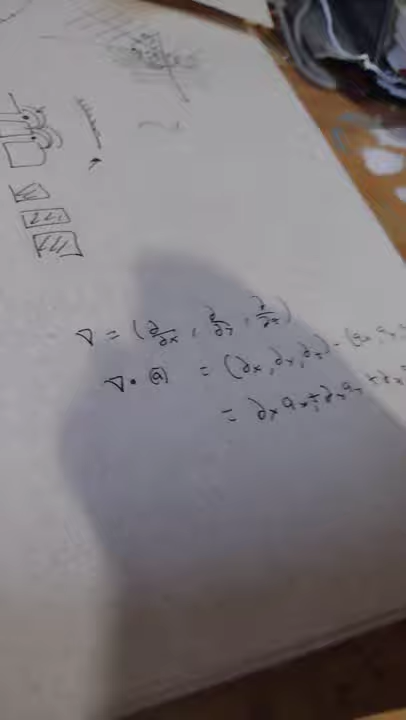 ∇ = (∂/∂x, ∂/∂y, ∂/∂z)
∇ · a = (∂x, ∂y, ∂z) · (ax, ay,
= ∂x ax + ∂y ay + ∂z